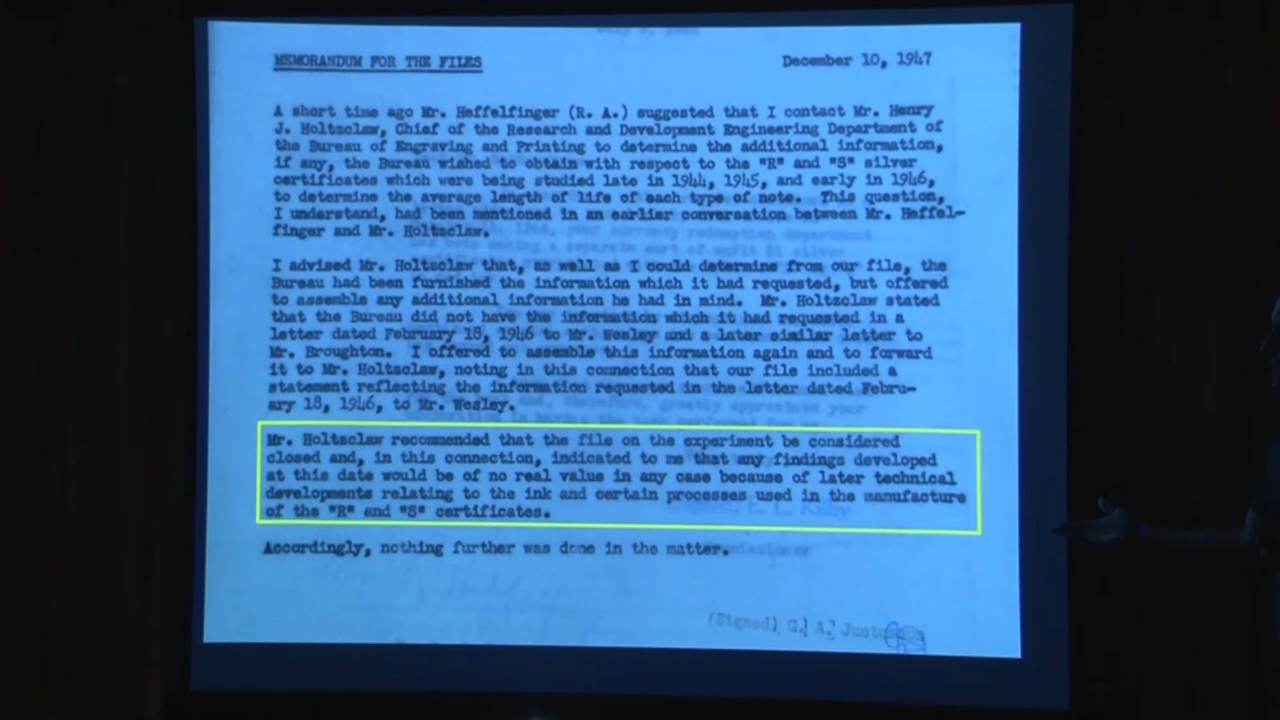 MEMORANDUM FOR THE FILES December 10, 1947
A short time ago Mr. Heffelfinger (R. A.) suggested that I contact Mr. Henry
J. Holtzclaw, Chief of the Research and Development Engineering Department of
the Bureau of Engraving and Printing to determine the additional information,
if any, the Bureau wished to obtain with respect to the "R" and "S" silver
certificates which were being studied late in 1944, 1945, and early in 1946,
to determine the average length of life of each type of note. This question,
I understand, had been mentioned in an earlier conversation between Mr. Heffel-
finger and Mr. Holtzclaw.
I advised Mr. Holtzclaw that, as well as I could determine from our file, the
Bureau had been furnished the information which it had requested, but offered
to assemble any additional information he had in mind. Mr. Holtzclaw stated
that the Bureau did not have the information which it had requested in a
letter dated February 18, 1946 to Mr. Wesley and a later similar letter to
Mr. Broughton. I offered to assemble this information again and to forward
it to Mr. Holtzclaw, noting in this connection that our file included a
statement reflecting the information requested in the letter dated Febru-
ary 18, 1946, to Mr. Wesley.
Mr. Holtzclaw recommended that the file on the experiment be considered
closed and, in this connection, indicated to me that any findings developed
at this date would be of no real value in any case because of later technical
developments relating to the ink and certain processes used in the manufacture
of the "R" and "S" certificates.
Accordingly, nothing further was done in the matter.
(Signed) G. A.